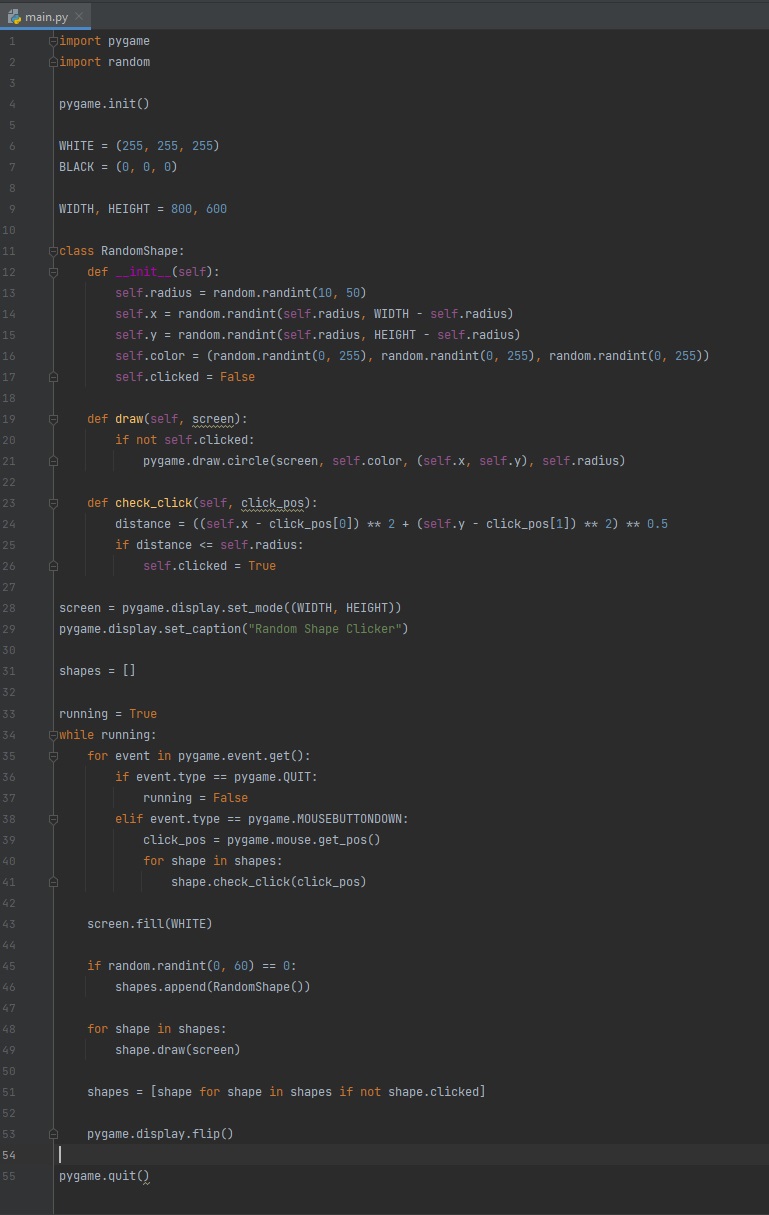 main.py
1 import pygame
2 import random
3
4 pygame.init()
5
6 WHITE = (255, 255, 255)
7 BLACK = (0, 0, 0)
8
9 WIDTH, HEIGHT = 800, 600
10
11 class RandomShape:
12     def __init__(self):
13         self.radius = random.randint(10, 50)
14         self.x = random.randint(self.radius, WIDTH - self.radius)
15         self.y = random.randint(self.radius, HEIGHT - self.radius)
16         self.color = (random.randint(0, 255), random.randint(0, 255), random.randint(0, 255))
17         self.clicked = False
18
19     def draw(self, screen):
20         if not self.clicked:
21             pygame.draw.circle(screen, self.color, (self.x, self.y), self.radius)
22
23     def check_click(self, click_pos):
24         distance = ((self.x - click_pos[0]) ** 2 + (self.y - click_pos[1]) ** 2) ** 0.5
25         if distance <= self.radius:
26             self.clicked = True
27
28 screen = pygame.display.set_mode((WIDTH, HEIGHT))
29 pygame.display.set_caption("Random Shape Clicker")
30
31 shapes = []
32
33 running = True
34 while running:
35     for event in pygame.event.get():
36         if event.type == pygame.QUIT:
37             running = False
38         elif event.type == pygame.MOUSEBUTTONDOWN:
39             click_pos = pygame.mouse.get_pos()
40             for shape in shapes:
41                 shape.check_click(click_pos)
42
43     screen.fill(WHITE)
44
45     if random.randint(0, 60) == 0:
46         shapes.append(RandomShape())
47
48     for shape in shapes:
49         shape.draw(screen)
50
51     shapes = [shape for shape in shapes if not shape.clicked]
52
53     pygame.display.flip()
54
55 pygame.quit()